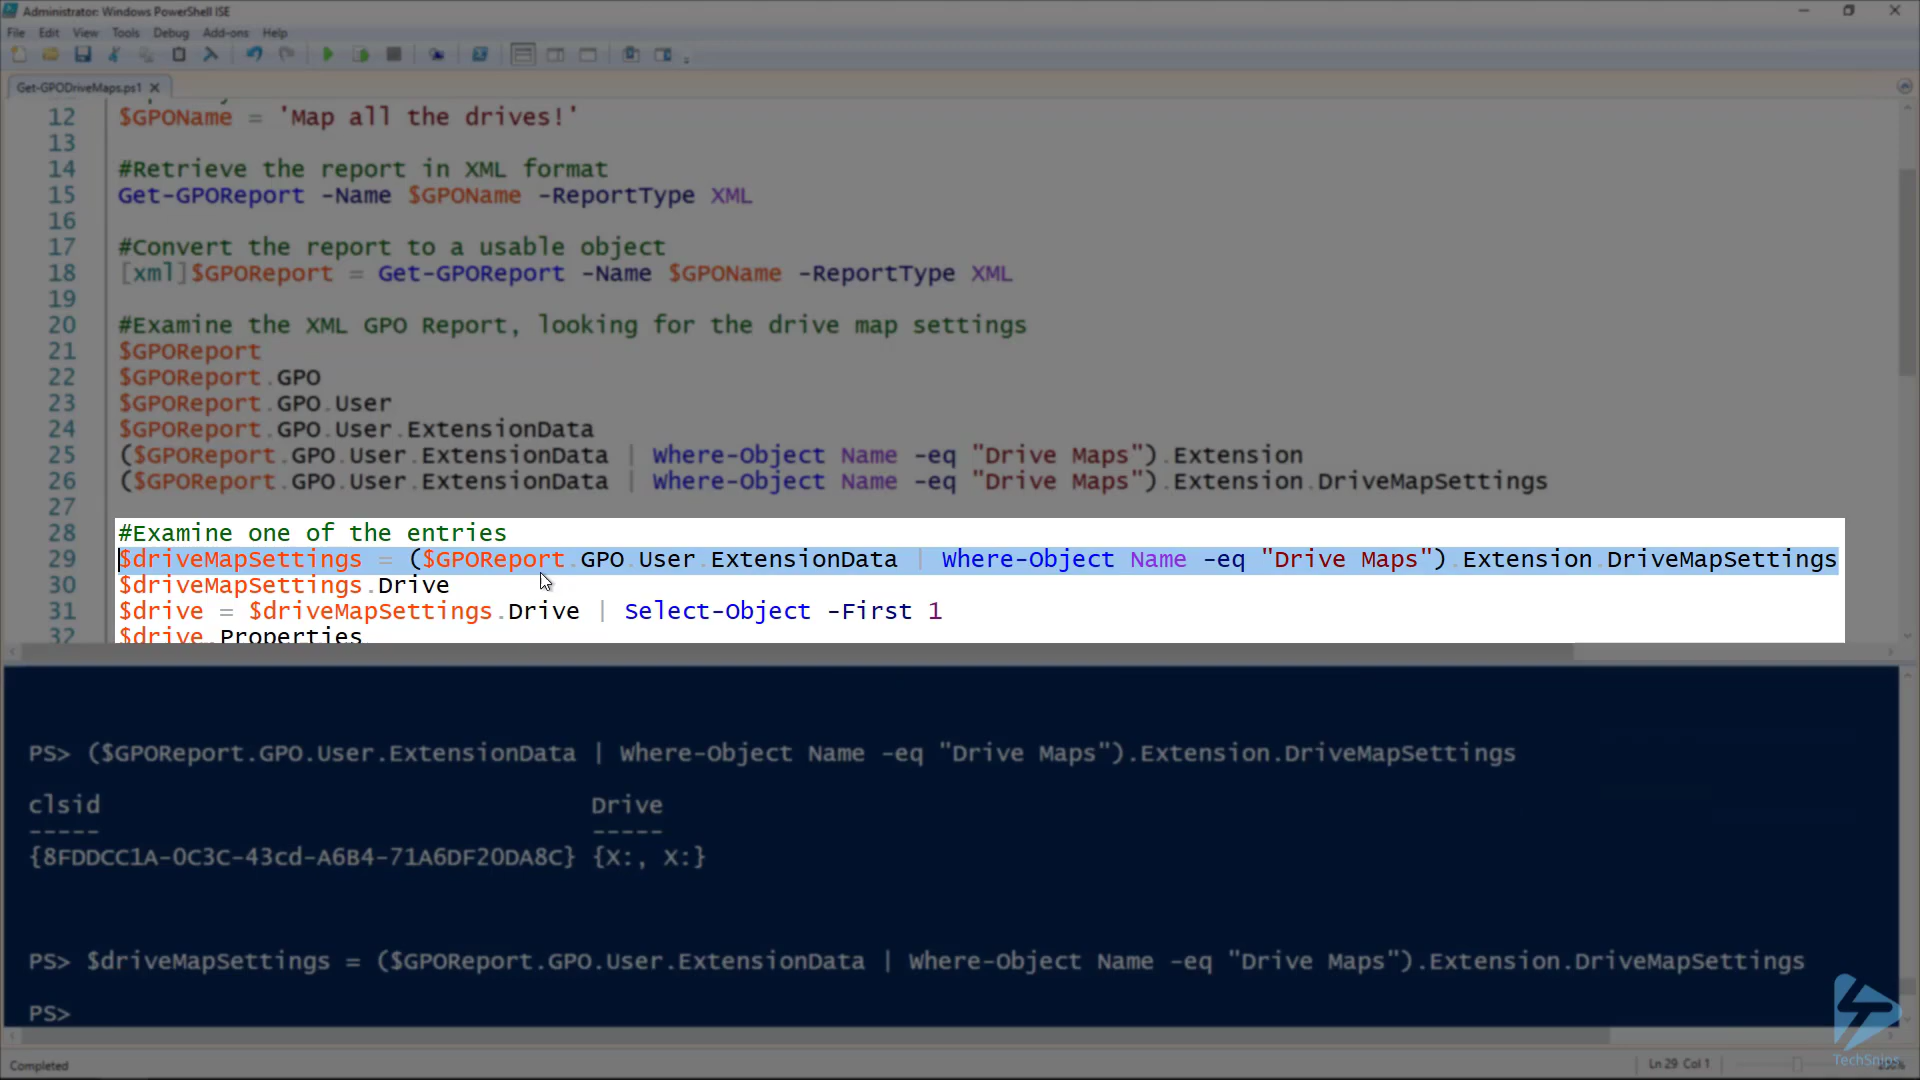 Administrator: Windows PowerShell ISE
File Edit View Tools Debug Add-ons Help
Get-GPODriveMaps.ps1
12 $GPOName = 'Map all the drives!'
13
14 #Retrieve the report in XML format
15 Get-GPOReport -Name $GPOName -ReportType XML
16
17 #Convert the report to a usable object
18 [xml]$GPOReport = Get-GPOReport -Name $GPOName -ReportType XML
19
20 #Examine the XML GPO Report, looking for the drive map settings
21 $GPOReport
22 $GPOReport.GPO
23 $GPOReport.GPO.User
24 $GPOReport.GPO.User.ExtensionData
25 ($GPOReport.GPO.User.ExtensionData | Where-Object Name -eq "Drive Maps").Extension
26 ($GPOReport.GPO.User.ExtensionData | Where-Object Name -eq "Drive Maps").Extension.DriveMapSettings
27
28 #Examine one of the entries
29 $driveMapSettings = ($GPOReport.GPO.User.ExtensionData | Where-Object Name -eq "Drive Maps").Extension.DriveMapSettings
30 $driveMapSettings.Drive
31 $drive = $driveMapSettings.Drive | Select-Object -First 1
32 $drive.Properties
PS> ($GPOReport.GPO.User.ExtensionData | Where-Object Name -eq "Drive Maps").Extension.DriveMapSettings
clsid Drive
----- -----
{8FDDCC1A-0C3C-43cd-A6B4-71A6DF20DA8C} {X:, X:}
PS> $driveMapSettings = ($GPOReport.GPO.User.ExtensionData | Where-Object Name -eq "Drive Maps").Extension.DriveMapSettings
PS>
Completed
Ln 29 Col 1
TechSnips